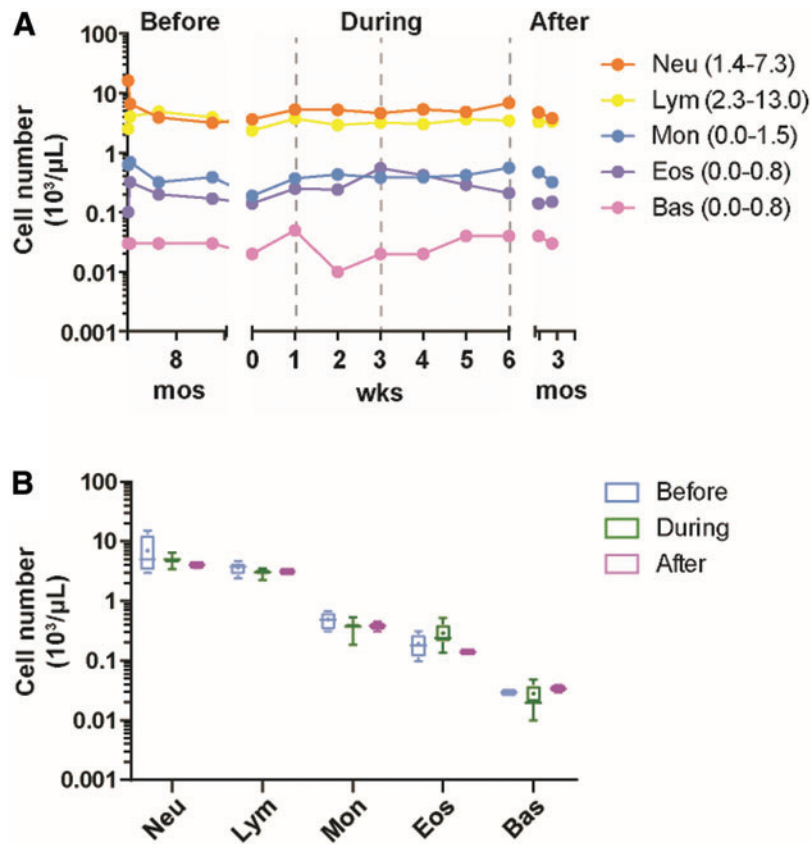 A
Before
During
After
Cell number
(10³/µL)
100
10
1
0.1
0.01
0.001
8
mos
0 1 2 3 4 5 6
wks
3
mos
Neu (1.4-7.3)
Lym (2.3-13.0)
Mon (0.0-1.5)
Eos (0.0-0.8)
Bas (0.0-0.8)
B
Cell number
(10³/µL)
100
10
1
0.1
0.01
0.001
Neu
Lym
Mon
Eos
Bas
Before
During
After